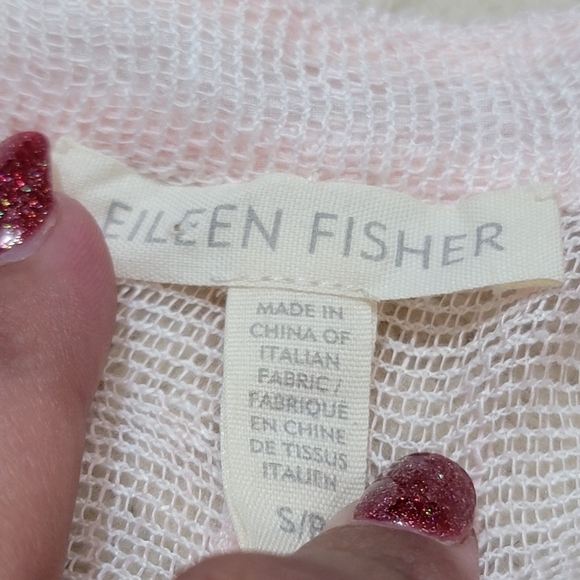 EILEEN FISHER
MADE IN
CHINA OF
ITALIAN
FABRIC/
FABRIQUE
EN CHINE
DE TISSUS
ITALIEN
S/P